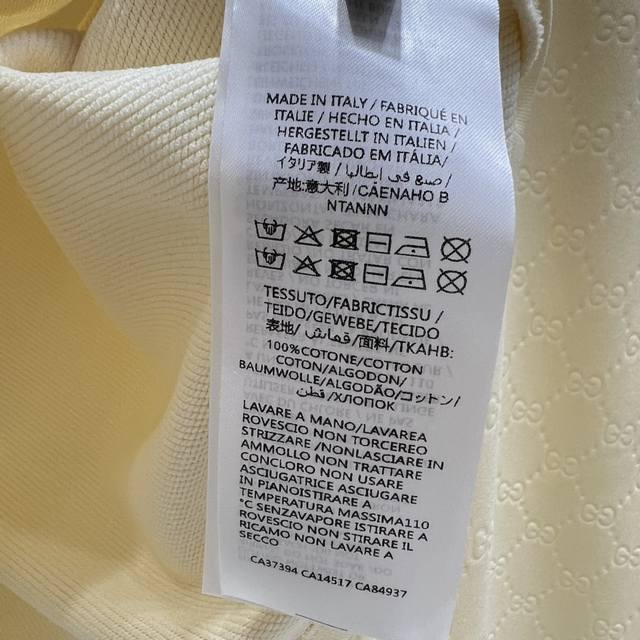 MADE IN ITALY / FABRIQUÉ EN
ITALIE / HECHO EN ITALIA /
HERGESTELLT IN ITALIEN /
FABRICADO EM ITÁLIA/
イタリア製 / صنع في إيطاليا /
产地:意大利/CÁENAHO B
NTANNN
TESSUTO/FABRICTISSU /
TEIDO/GEWEBE/TECIDO
表地/ قماش /面料/TKAHB:
100%COTONE/COTTON
COTON/ALGODON/
BAUMWOLLE/ALGODÃO/コットン/
قطن /ХЛОПОК
LAVARE A MANO/LAVAREA
ROVESCIO NON TORCEREO
STRIZZARE /NONLASCIARE IN
AMMOLLO NON TRATTARE
CONCLORO NON USARE
ASCIUGATRICE ASCIUGARE
IN PIANOISTIRARE A
TEMPERATURA MASSIMA110
°C SENZAVAPORE ISTIRARE A
ROVESCIO NON STIRARE IL
RICAMO NON LAVARE A
SECCO
CA37394 CA14517 CA84937